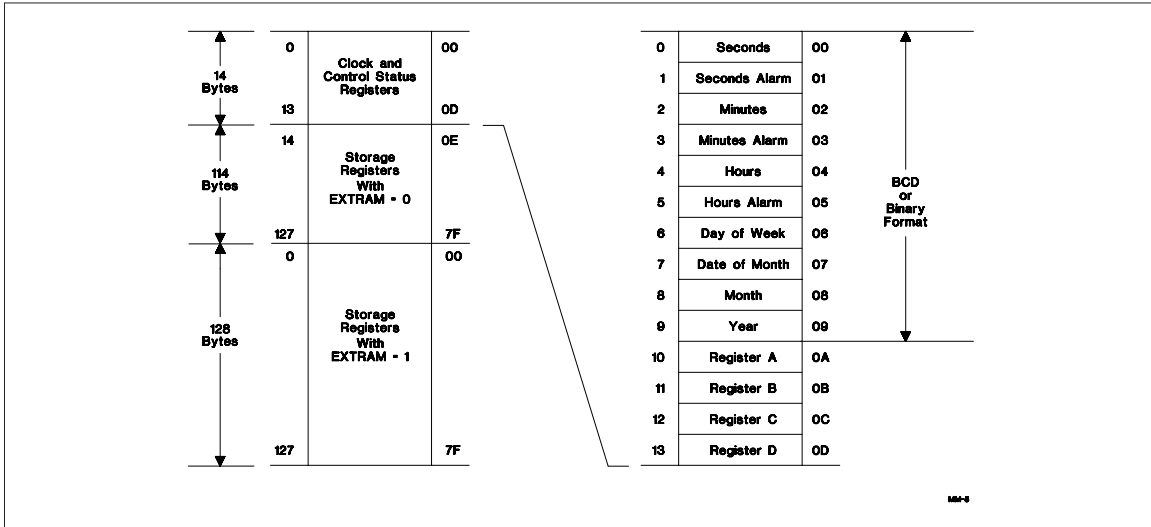 14
Bytes
114
Bytes
128
Bytes
0 00
Clock and
Control Status
Registers
13 0D
14 0E
Storage
Registers
With
EXTRAM - 0
127 7F
0 00
Storage
Registers
With
EXTRAM - 1
127 7F
0 Seconds 00
1 Seconds Alarm 01
2 Minutes 02
3 Minutes Alarm 03
4 Hours 04
5 Hours Alarm 05
6 Day of Week 06
7 Date of Month 07
8 Month 08
9 Year 09
10 Register A 0A
11 Register B 0B
12 Register C 0C
13 Register D 0D
BCD
or
Binary
Format